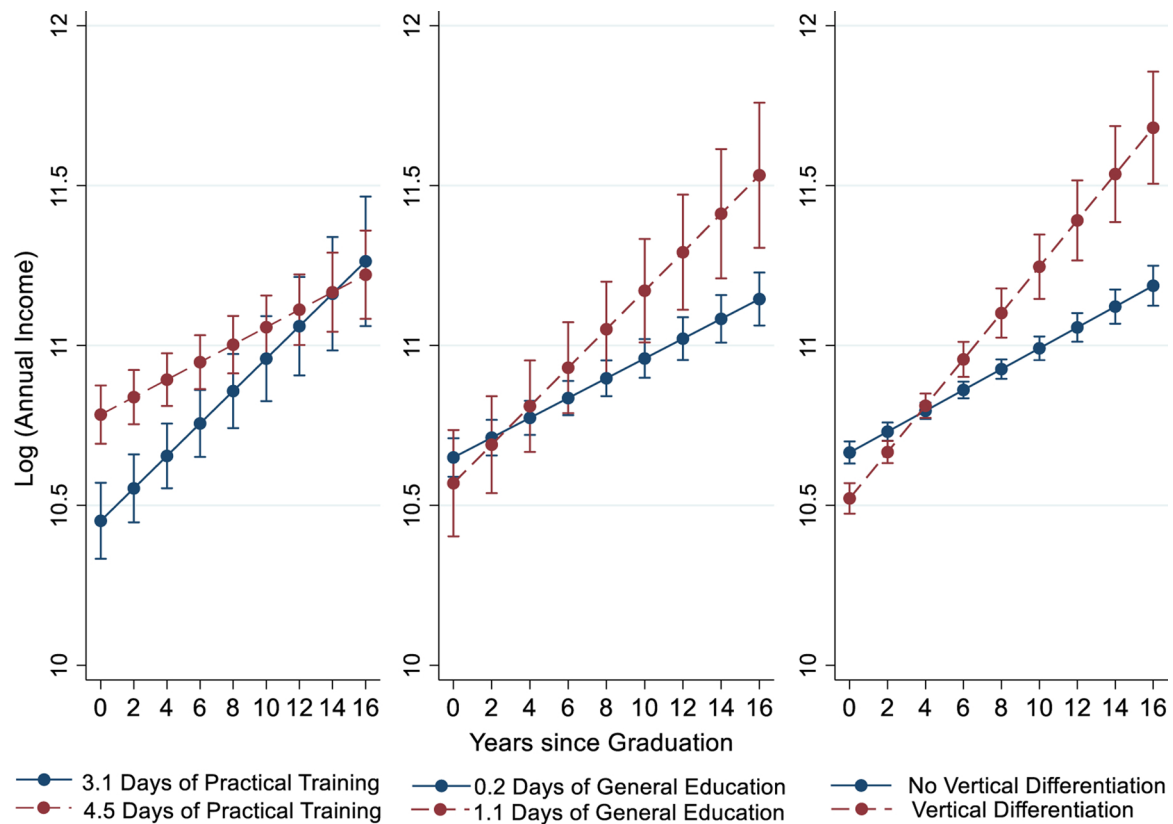 Log (Annual Income)
12
11.5
11
10.5
10
0 2 4 6 8 10 12 14 16
12
11.5
11
10.5
10
0 2 4 6 8 10 12 14 16
12
11.5
11
10.5
10
0 2 4 6 8 10 12 14 16
Years since Graduation
3.1 Days of Practical Training
4.5 Days of Practical Training
0.2 Days of General Education
1.1 Days of General Education
No Vertical Differentiation
Vertical Differentiation